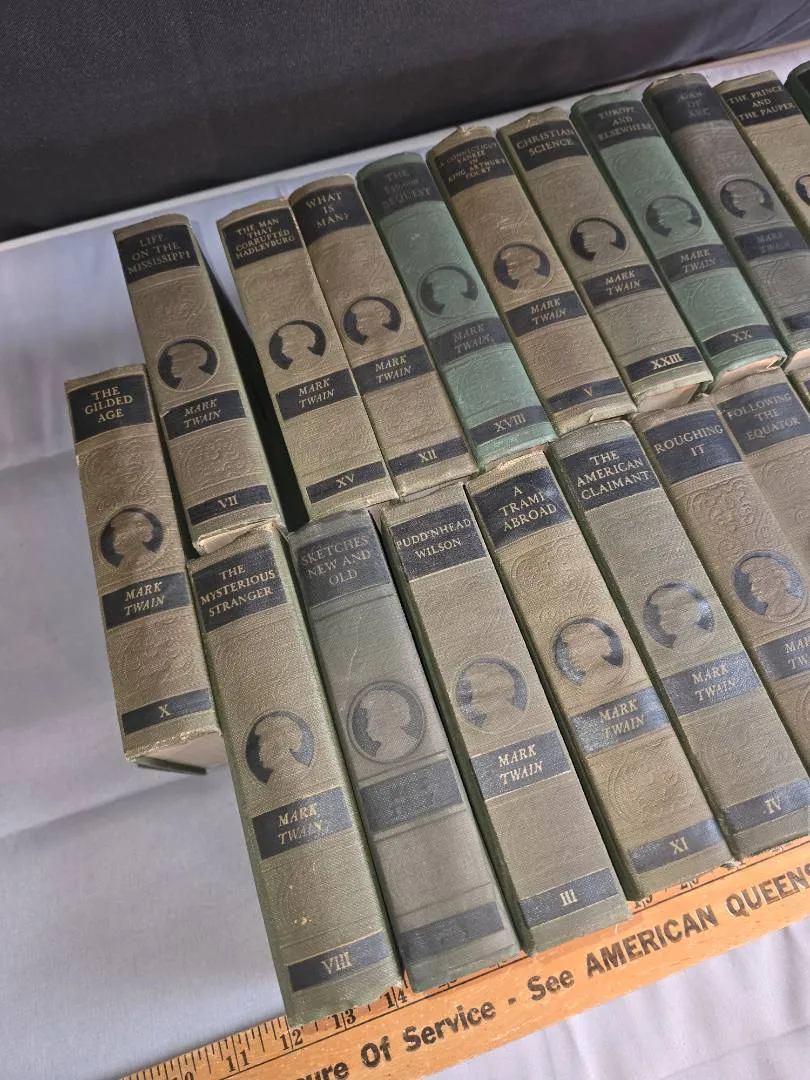 LIFE
ON THE
MISSISSIPPI
MARK
TWAIN
VII
THE MAN
THAT
CORRUPTED
HADLEYBURG
MARK
TWAIN
XV
WHAT
IS MAN?
MARK
TWAIN
XII
THE
BEQUEST
MARK
TWAIN
XVIII
A CONNECTICUT
YANKEE
IN
KING ARTHUR'S
COURT
MARK
TWAIN
V
CHRISTIAN
SCIENCE
MARK
TWAIN
XXIII
EUROPE
AND
ELSEWHERE
MARK
TWAIN
XX
JOAN
OF
ARC
MARK
TWAIN
THE PRINCE
AND THE
PAUPER
THE
GILDED
AGE
MARK
TWAIN
X
THE
MYSTERIOUS
STRANGER
MARK
TWAIN
VIII
SKETCHES
NEW AND
OLD
PUDD'NHEAD
WILSON
MARK
TWAIN
III
A
TRAMP
ABROAD
MARK
TWAIN
XI
THE
AMERICAN
CLAIMANT
MARK
TWAIN
IV
ROUGHING
IT
FOLLOWING
THE
EQUATOR
11 12 13 14
ure Of Service - See AMERICAN QUEENS